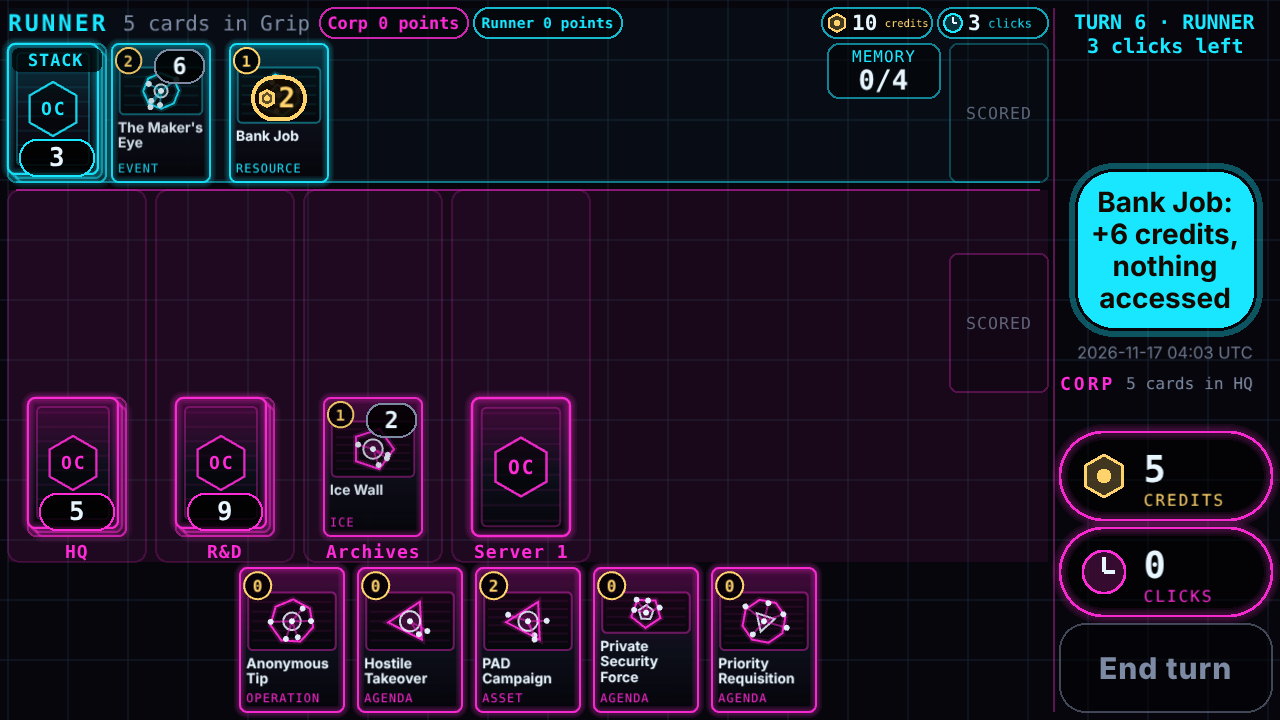 RUNNER 5 cards in Grip Corp 0 points Runner 0 points 10 credits 3 clicks
TURN 6 · RUNNER
3 clicks left
STACK
OC
3
2
6
The Maker's
Eye
EVENT
1
2
Bank Job
RESOURCE
MEMORY
0/4
SCORED
Bank Job:
+6 credits,
nothing
accessed
2026-11-17 04:03 UTC
CORP 5 cards in HQ
SCORED
OC
5
HQ
OC
9
R&D
1
2
Ice Wall
ICE
Archives
OC
Server 1
5
CREDITS
0
CLICKS
End turn
0
Anonymous
Tip
OPERATION
0
Hostile
Takeover
AGENDA
2
PAD
Campaign
ASSET
0
Private
Security
Force
AGENDA
0
Priority
Requisition
AGENDA